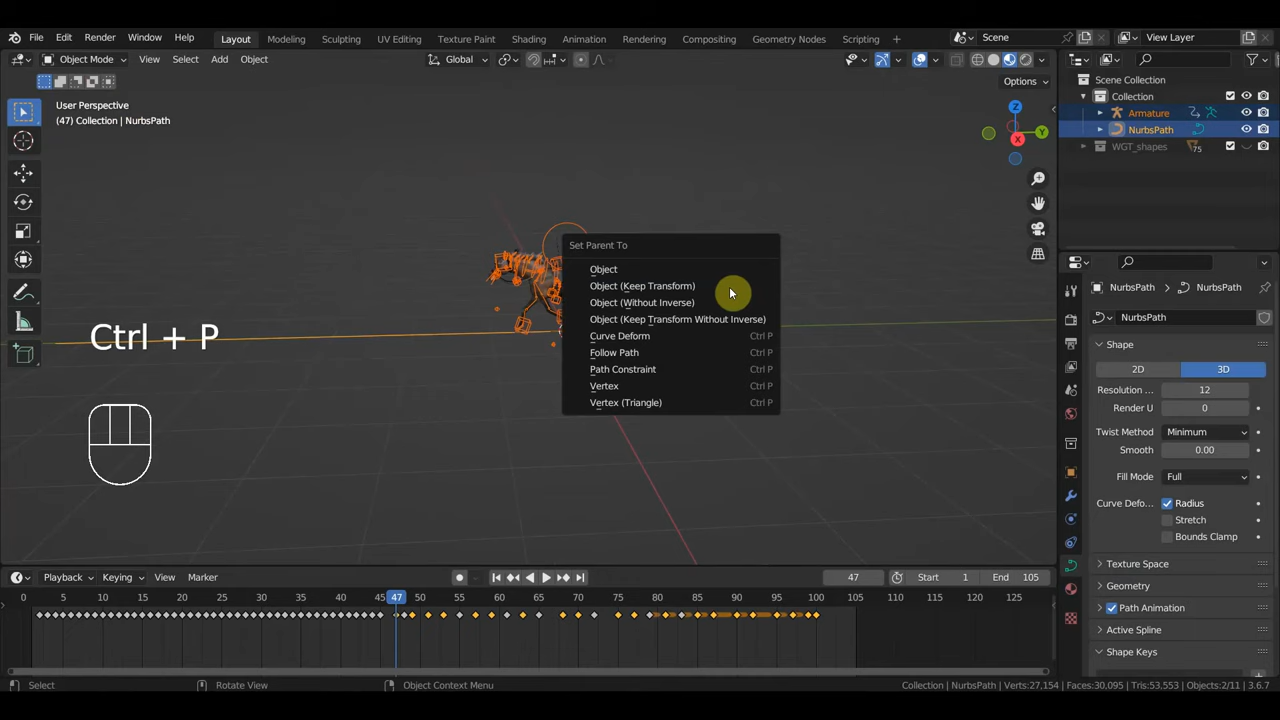 File Edit Render Window Help Layout Modeling Sculpting UV Editing Texture Paint Shading Animation Rendering Compositing Geometry Nodes Scripting + Scene View Layer
Object Mode View Select Add Object Global
Options
User Perspective
(47) Collection | NurbsPath
Z
Y
X
Scene Collection
Collection
Armature
NurbsPath
WGT_shapes 75
Ctrl + P
Set Parent To
Object
Object (Keep Transform)
Object (Without Inverse)
Object (Keep Transform Without Inverse)
Curve Deform Ctrl P
Follow Path Ctrl P
Path Constraint Ctrl P
Vertex Ctrl P
Vertex (Triangle) Ctrl P
NurbsPath NurbsPath
NurbsPath
Shape
2D 3D
Resolution ... 12
Render U 0
Twist Method Minimum
Smooth 0.00
Fill Mode Full
Curve Defo... Radius
Stretch
Bounds Clamp
Texture Space
Geometry
Path Animation
Active Spline
Shape Keys
Playback Keying View Marker 47 Start 1 End 105
0 5 10 15 20 25 30 35 40 45 47 50 55 60 65 70 75 80 85 90 95 100 105 110 115 120 125
Select Rotate View Object Context Menu Collection | NurbsPath | Verts:27,154 | Faces:30,095 | Tris:53,553 | Objects:2/11 | 3.6.7